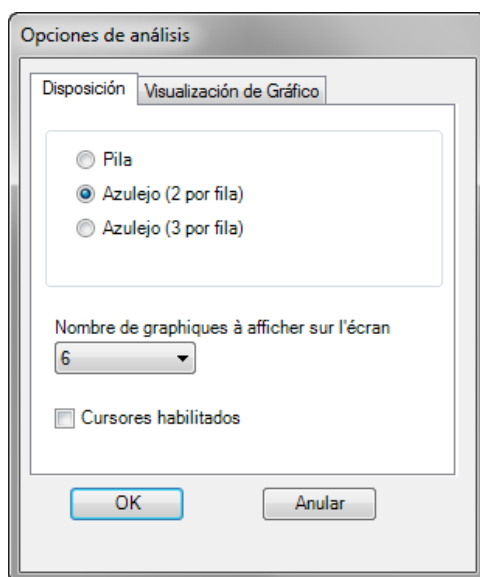 Opciones de análisis
Disposición Visualización de Gráfico
Pila
Azulejo (2 por fila)
Azulejo (3 por fila)
Nombre de graphiques à afficher sur l'écran
6
Cursores habilitados
OK Anular